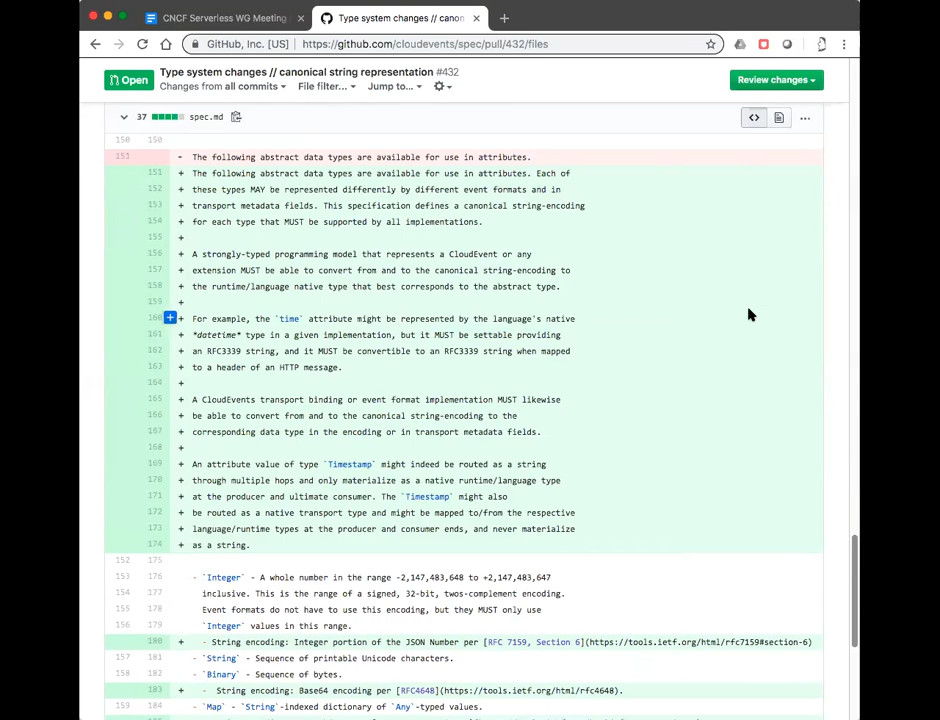 CNCF Serverless WG Meeting
Type system changes // canon
GitHub, Inc. [US] | https://github.com/cloudevents/spec/pull/432/files
Open
Type system changes // canonical string representation #432
Changes from all commits File filter... Jump to...
Review changes
37 spec.md
150 150
151 - The following abstract data types are available for use in attributes.
151 + The following abstract data types are available for use in attributes. Each of
152 + these types MAY be represented differently by different event formats and in
153 + transport metadata fields. This specification defines a canonical string-encoding
154 + for each type that MUST be supported by all implementations.
155 +
156 + A strongly-typed programming model that represents a CloudEvent or any
157 + extension MUST be able to convert from and to the canonical string-encoding to
158 + the runtime/language native type that best corresponds to the abstract type.
159 +
160 + For example, the `time` attribute might be represented by the language's native
161 + *datetime* type in a given implementation, but it MUST be settable providing
162 + an RFC3339 string, and it MUST be convertible to an RFC3339 string when mapped
163 + to a header of an HTTP message.
164 +
165 + A CloudEvents transport binding or event format implementation MUST likewise
166 + be able to convert from and to the canonical string-encoding to the
167 + corresponding data type in the encoding or in transport metadata fields.
168 +
169 + An attribute value of type `Timestamp` might indeed be routed as a string
170 + through multiple hops and only materialize as a native runtime/language type
171 + at the producer and ultimate consumer. The `Timestamp` might also
172 + be routed as a native transport type and might be mapped to/from the respective
173 + language/runtime types at the producer and consumer ends, and never materialize
174 + as a string.
152 175
153 176 - `Integer` - A whole number in the range -2,147,483,648 to +2,147,483,647
154 177 inclusive. This is the range of a signed, 32-bit, twos-complement encoding.
155 178 Event formats do not have to use this encoding, but they MUST only use
156 179 `Integer` values in this range.
180 + - String encoding: Integer portion of the JSON Number per [RFC 7159, Section 6](https://tools.ietf.org/html/rfc7159#section-6)
157 181 - `String` - Sequence of printable Unicode characters.
158 182 - `Binary` - Sequence of bytes.
183 + - String encoding: Base64 encoding per [RFC4648](https://tools.ietf.org/html/rfc4648).
159 184 - `Map` - `String`-indexed dictionary of `Any`-typed values.